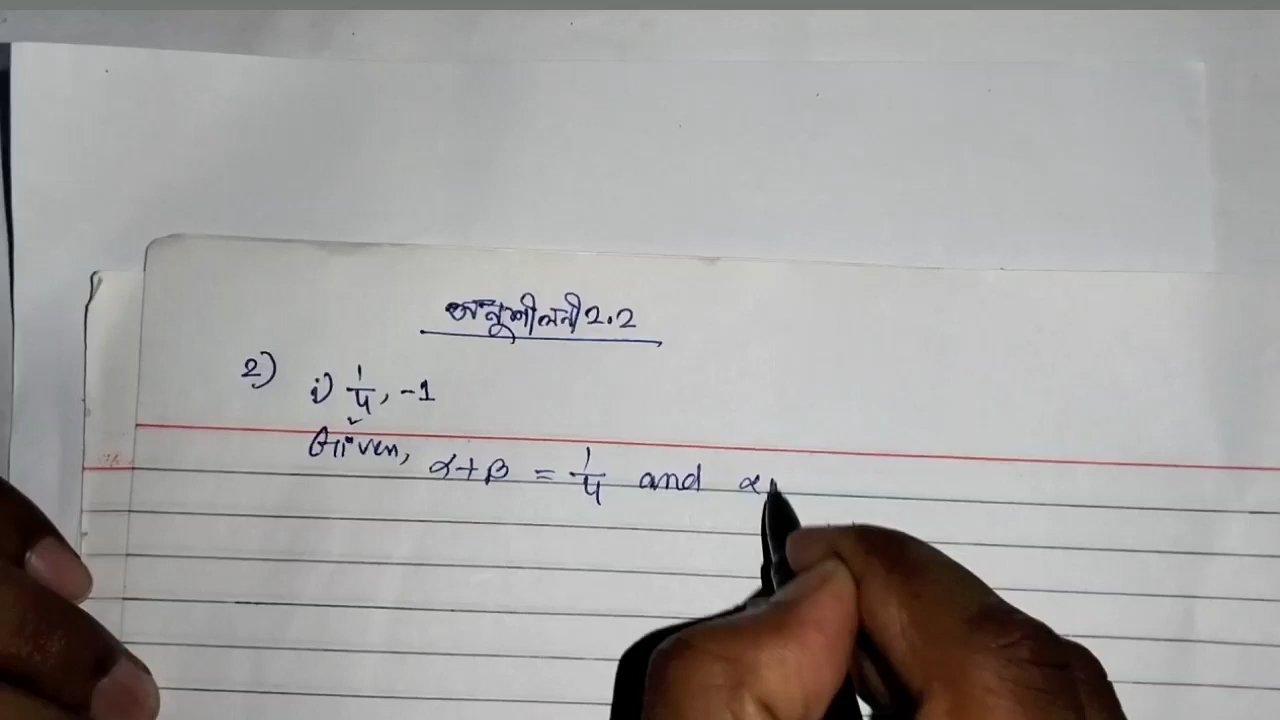 অনুশীলনী 2.2
2) i) 1/4, -1
Given, α+β = 1/4 and α